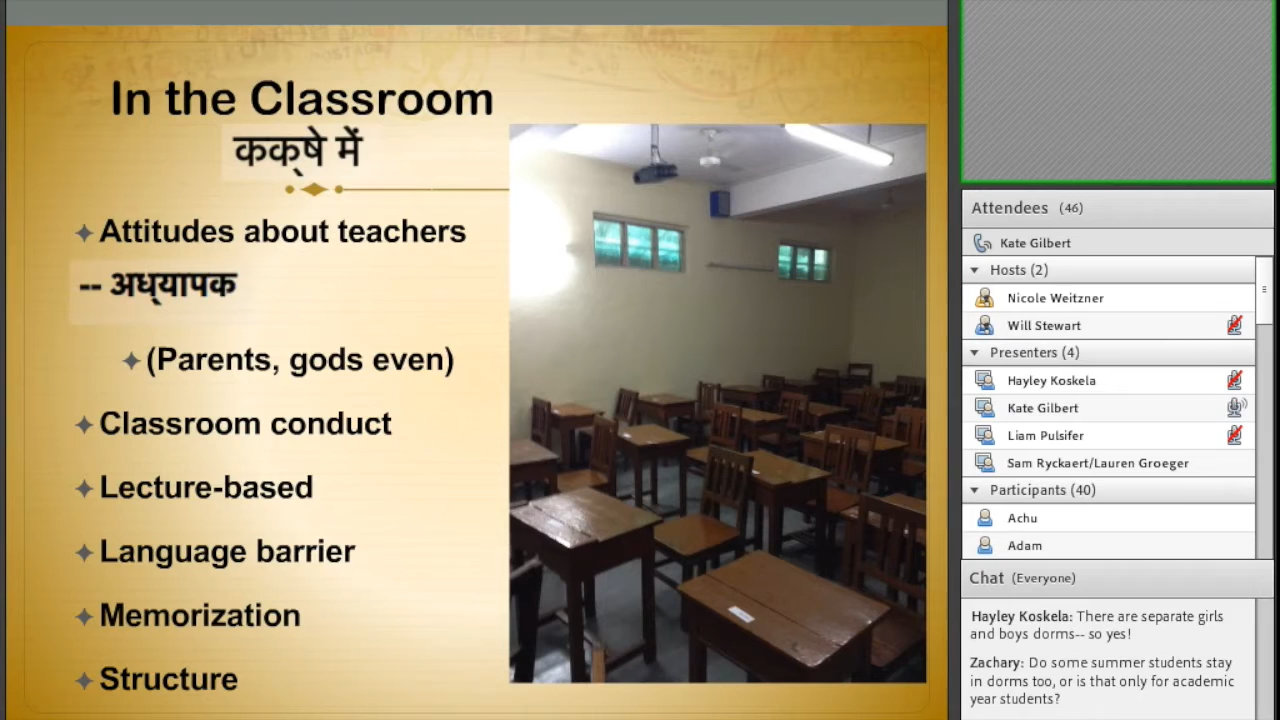 In the Classroom
कक्षे में
Attitudes about teachers
-- अध्यापक
(Parents, gods even)
Classroom conduct
Lecture-based
Language barrier
Memorization
Structure
Attendees (46)
Kate Gilbert
Hosts (2)
Nicole Weitzner
Will Stewart
Presenters (4)
Hayley Koskela
Kate Gilbert
Liam Pulsifer
Sam Ryckaert/Lauren Groeger
Participants (40)
Achu
Adam
Chat (Everyone)
Hayley Koskela: There are separate girls
and boys dorms-- so yes!
Zachary: Do some summer students stay
in dorms too, or is that only for academic
year students?